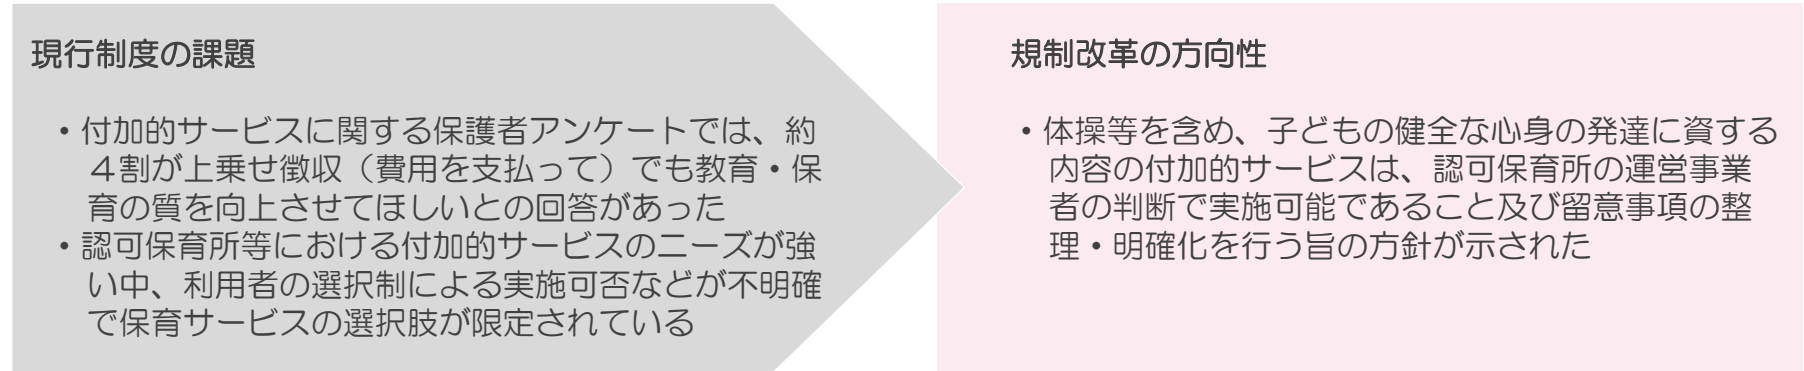 現行制度の課題
・付加的サービスに関する保護者アンケートでは、約
４割が上乗せ徴収（費用を支払って）でも教育・保
育の質を向上させてほしいとの回答があった
・認可保育所等における付加的サービスのニーズが強
い中、利用者の選択制による実施可否などが不明確
で保育サービスの選択肢が限定されている
規制改革の方向性
・体操等を含め、子どもの健全な心身の発達に資する
内容の付加的サービスは、認可保育所の運営事業
者の判断で実施可能であること及び留意事項の整
理・明確化を行う旨の方針が示された